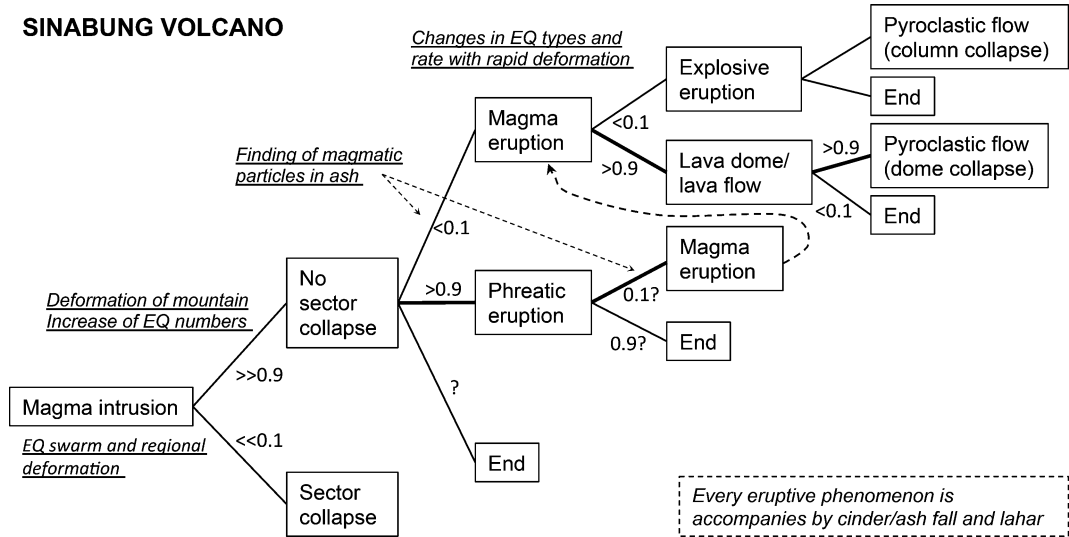 SINABUNG VOLCANO
Changes in EQ types and
rate with rapid deformation
Pyroclastic flow
(column collapse)
Explosive
eruption
End
Magma
eruption
<0.1
>0.9
Lava dome/
lava flow
>0.9
Pyroclastic flow
(dome collapse)
<0.1
End
Finding of magmatic
particles in ash
<0.1
Magma
eruption
No
sector
collapse
>0.9
Phreatic
eruption
0.1?
0.9?
End
Deformation of mountain
Increase of EQ numbers
>>0.9
?
Magma intrusion
<<0.1
EQ swarm and regional
deformation
End
Sector
collapse
Every eruptive phenomenon is
accompanies by cinder/ash fall and lahar